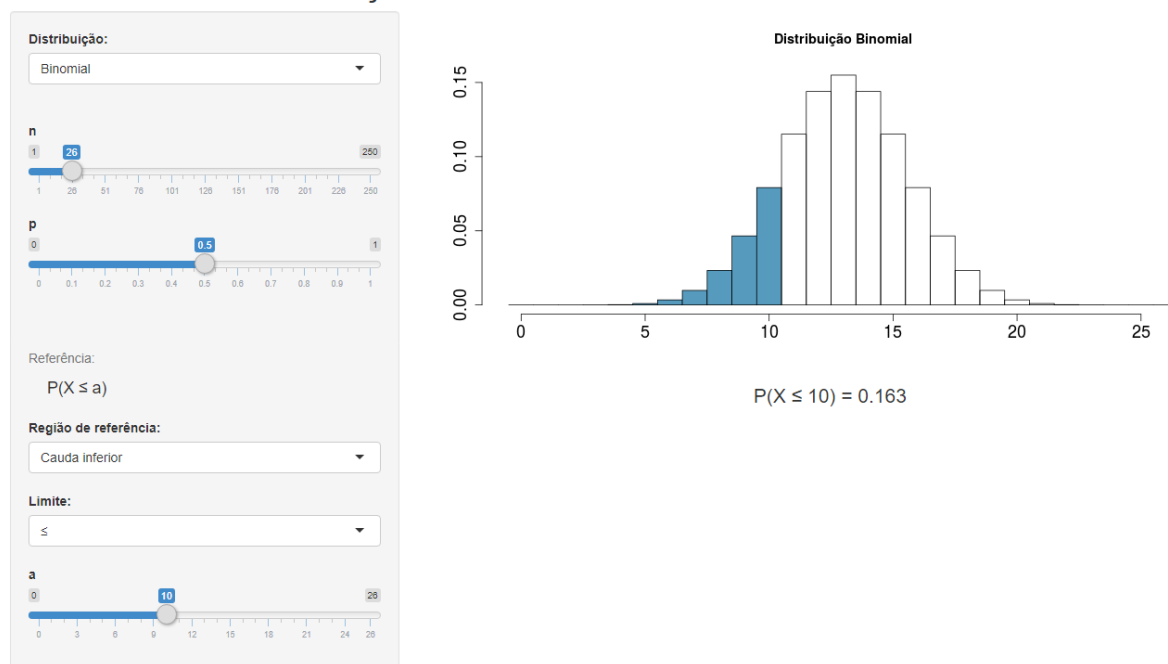 Distribuição:
Binomial
n
1 26 250
1 26 51 76 101 126 151 176 201 226 250
p
0 0.5 1
0 0.1 0.2 0.3 0.4 0.5 0.6 0.7 0.8 0.9 1
Referência:
P(X ≤ a)
Região de referência:
Cauda inferior
Limite:
≤
a
0 10 26
0 3 6 9 12 15 18 21 24 26
Distribuição Binomial
0.15
0.10
0.05
0.00
0 5 10 15 20 25
P(X ≤ 10) = 0.163